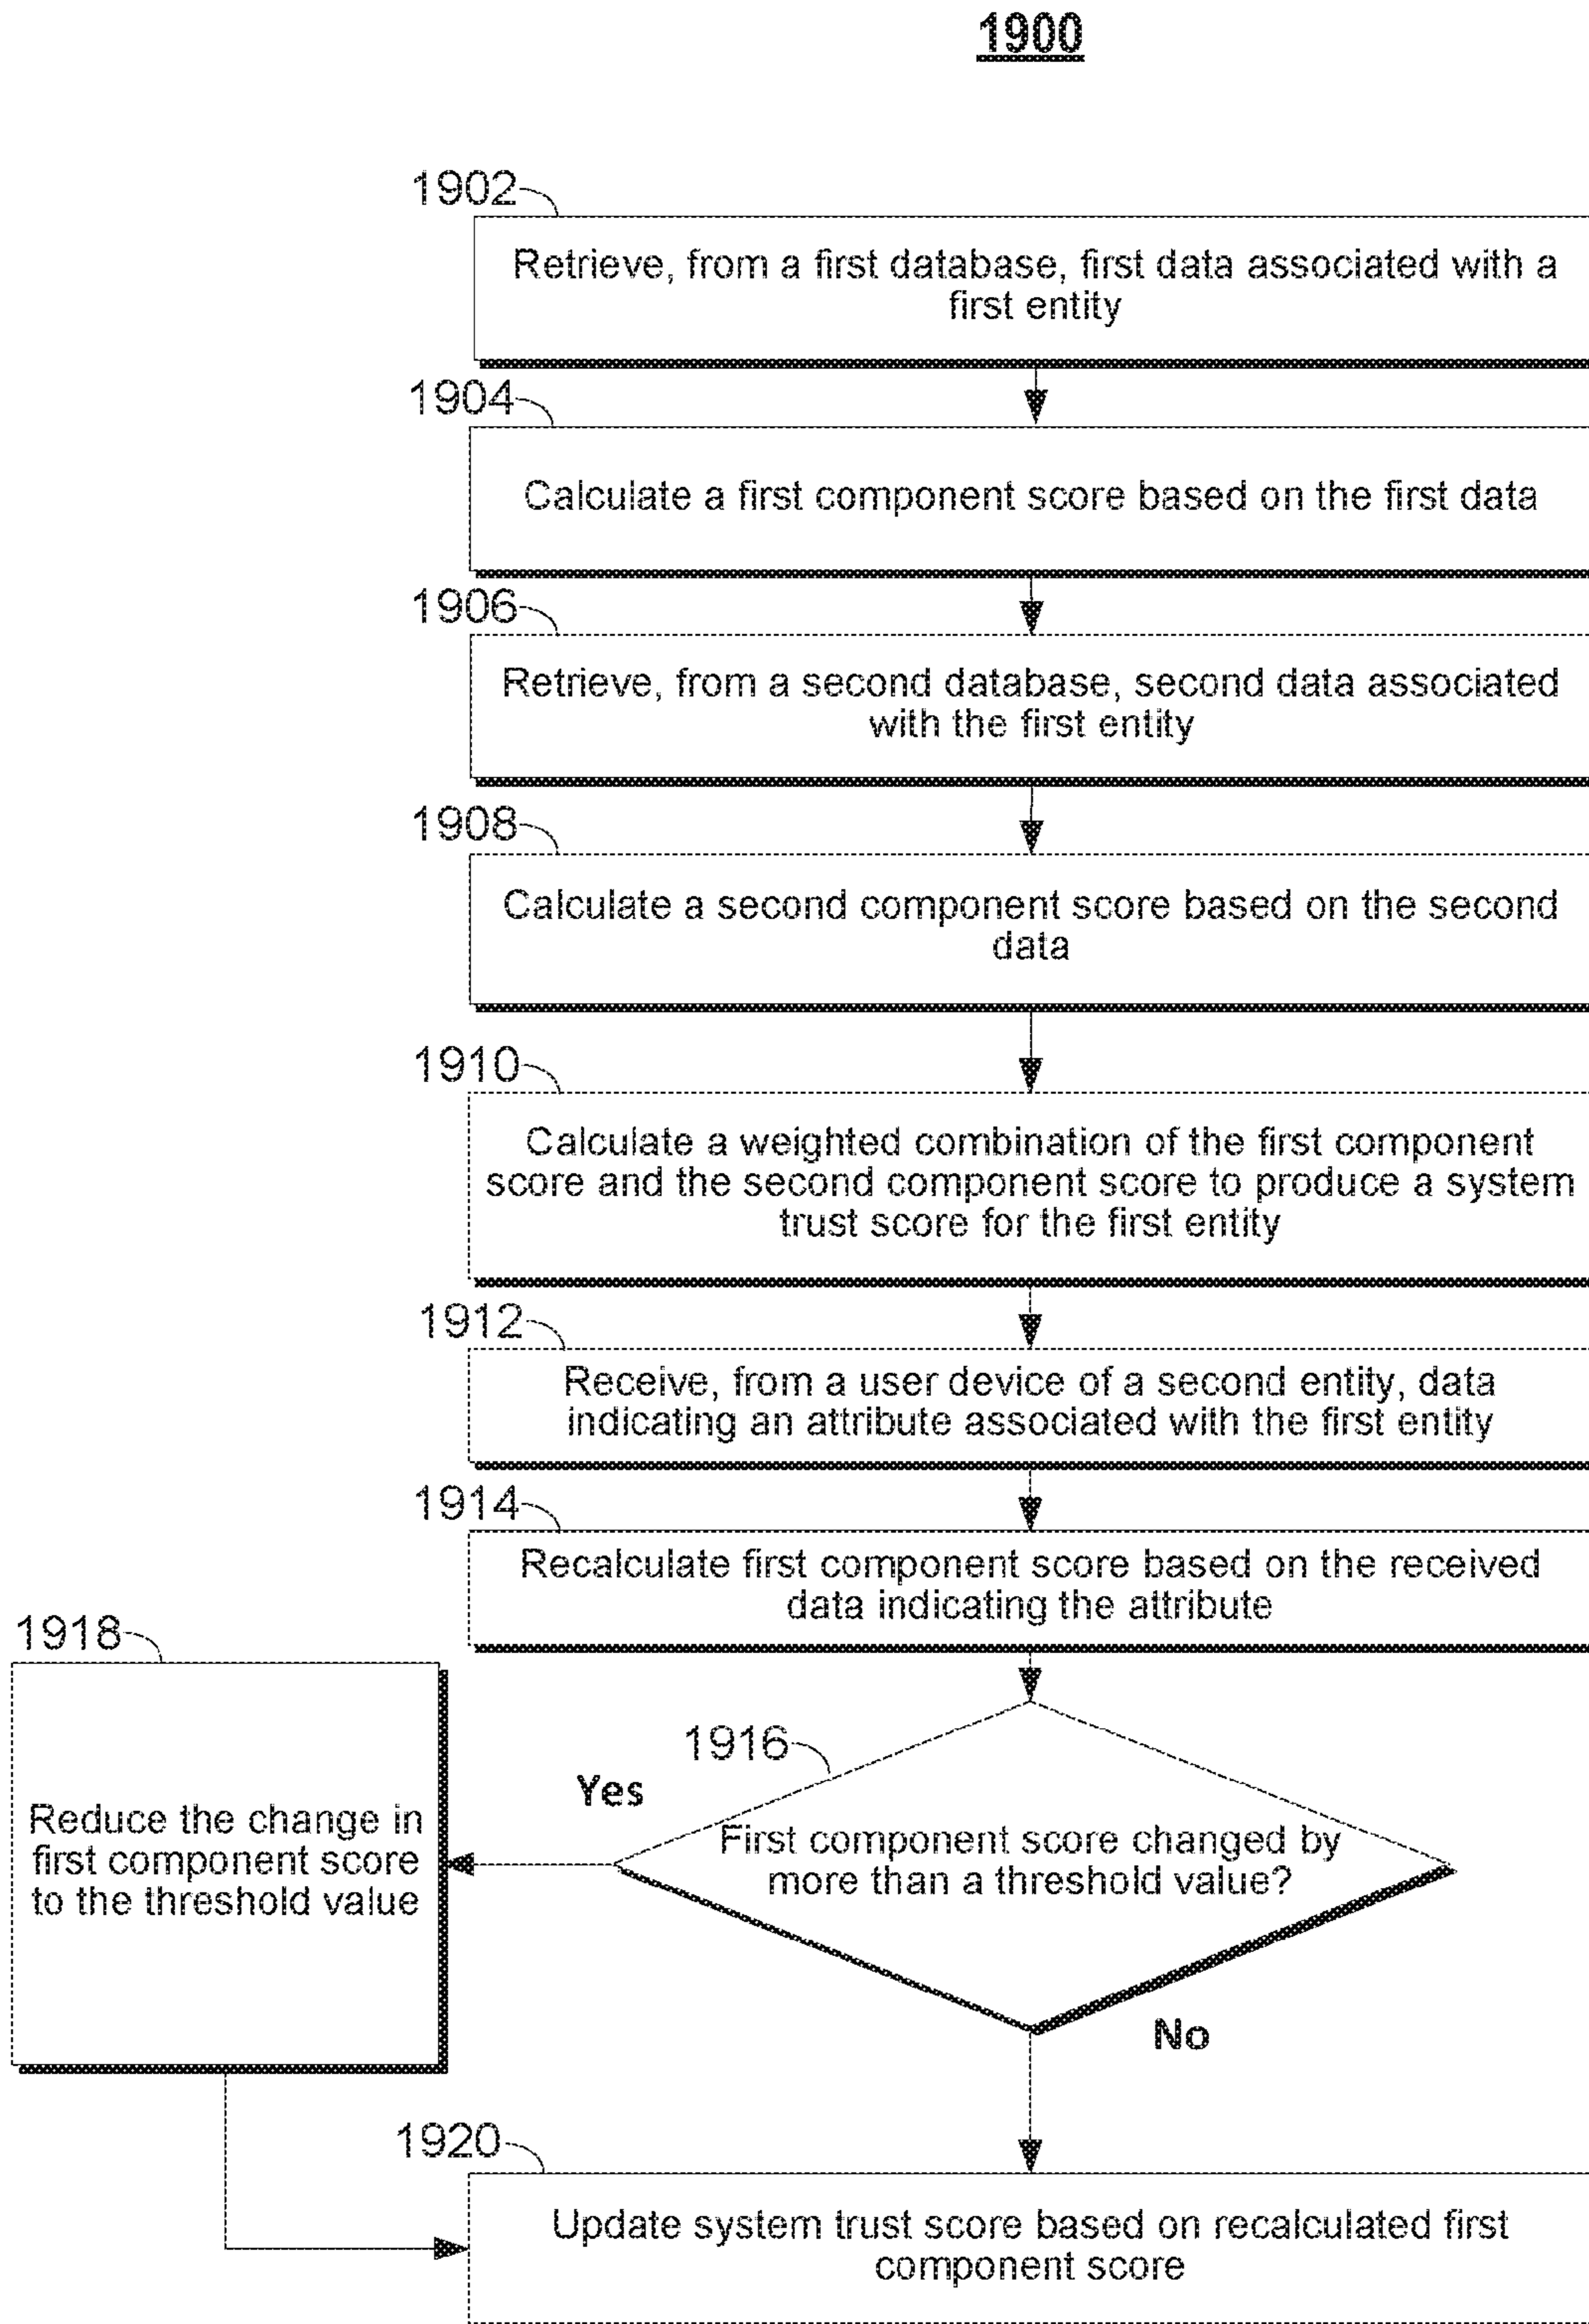 1900
1902
Retrieve, from a first database, first data associated with a
first entity
1904
Calculate a first component score based on the first data
1906
Retrieve, from a second database, second data associated
with the first entity
1908
Calculate a second component score based on the second
data
1910
Calculate a weighted combination of the first component
score and the second component score to produce a system
trust score for the first entity
1912
Receive, from a user device of a second entity, data
indicating an attribute associated with the first entity
1914
Recalculate first component score based on the received
data indicating the attribute
1916
First component score changed by
more than a threshold value?
Yes
1918
Reduce the change in
first component score
to the threshold value
No
1920
Update system trust score based on recalculated first
component score